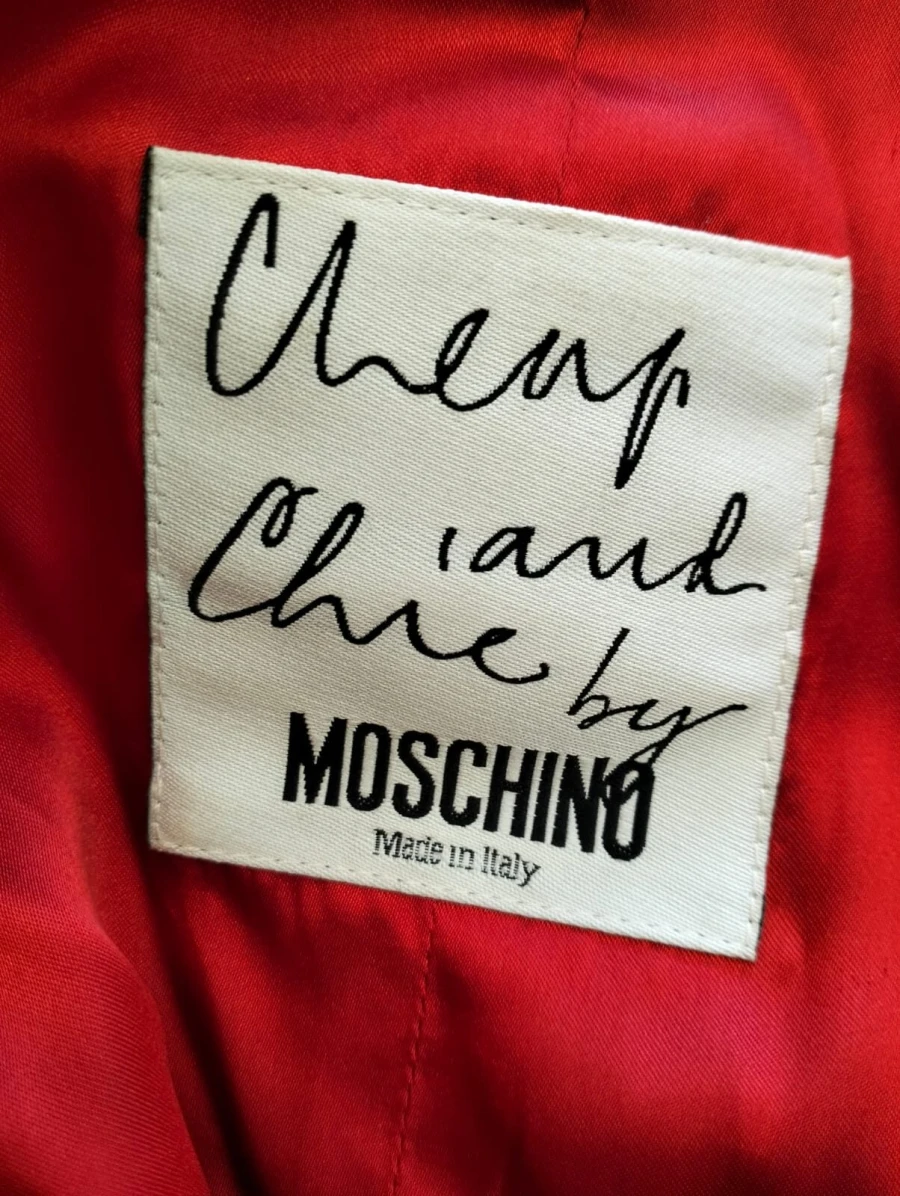 Cheap
and
Chic by
MOSCHINO
Made in Italy